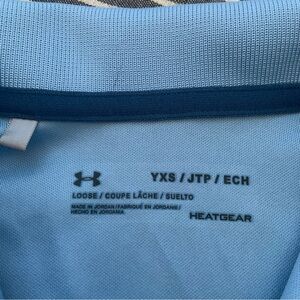 YXS / JTP / ECH
LOOSE / COUPE LÂCHE / SUELTO
MADE IN JORDAN / FABRIQUÉ EN JORDANIE /
HECHO EN JORDANIA
HEATGEAR